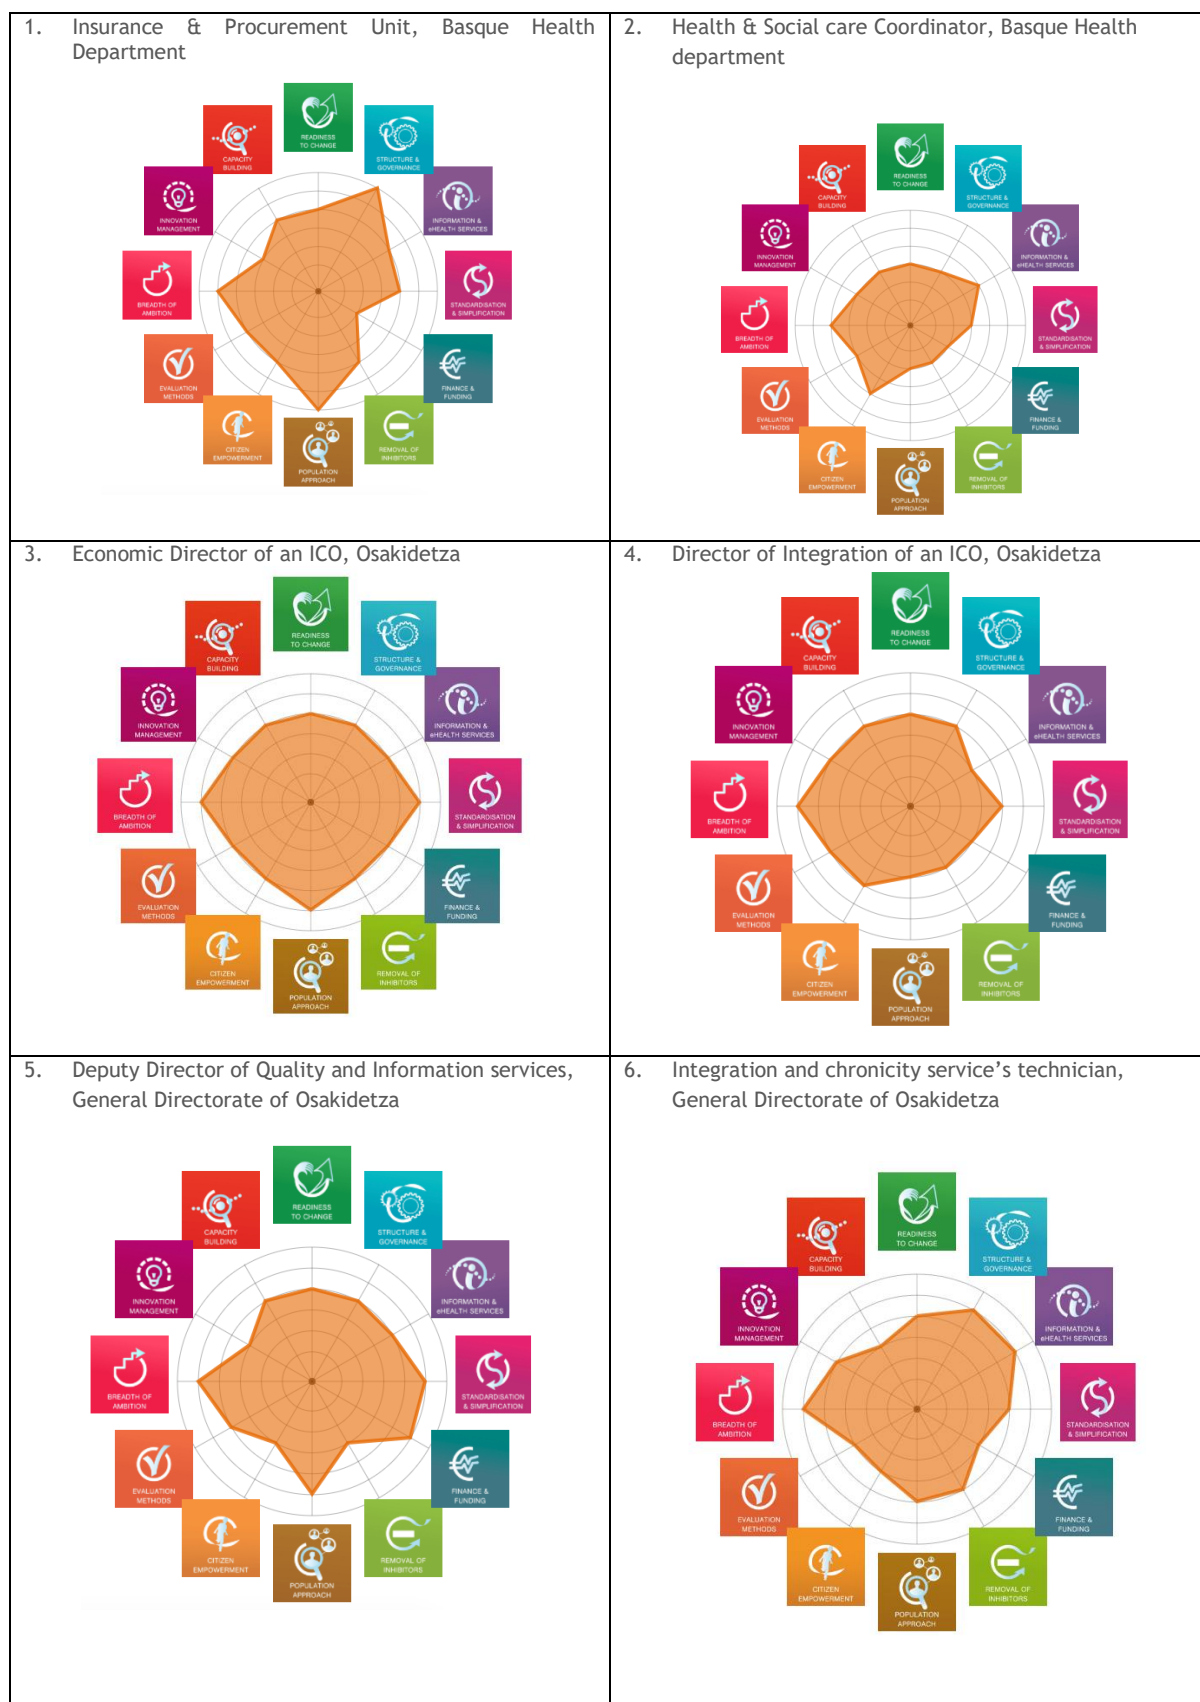 1. Insurance & Procurement Unit, Basque Health
Department
READINESS
TO CHANGE
STRUCTURE &
GOVERNANCE
INFORMATION &
eHEALTH SERVICES
STANDARDISATION
& SIMPLIFICATION
FINANCE &
FUNDING
REMOVAL OF
INHIBITORS
POPULATION
APPROACH
CITIZEN
EMPOWERMENT
EVALUATION
METHODS
BREADTH OF
AMBITION
INNOVATION
MANAGEMENT
CAPACITY
BUILDING
2. Health & Social care Coordinator, Basque Health
department
READINESS
TO CHANGE
STRUCTURE &
GOVERNANCE
INFORMATION &
eHEALTH SERVICES
STANDARDISATION
& SIMPLIFICATION
FINANCE &
FUNDING
REMOVAL OF
INHIBITORS
POPULATION
APPROACH
CITIZEN
EMPOWERMENT
EVALUATION
METHODS
BREADTH OF
AMBITION
INNOVATION
MANAGEMENT
CAPACITY
BUILDING
3. Economic Director of an ICO, Osakidetza
READINESS
TO CHANGE
STRUCTURE &
GOVERNANCE
INFORMATION &
eHEALTH SERVICES
STANDARDISATION
& SIMPLIFICATION
FINANCE &
FUNDING
REMOVAL OF
INHIBITORS
POPULATION
APPROACH
CITIZEN
EMPOWERMENT
EVALUATION
METHODS
BREADTH OF
AMBITION
INNOVATION
MANAGEMENT
CAPACITY
BUILDING
4. Director of Integration of an ICO, Osakidetza
READINESS
TO CHANGE
STRUCTURE &
GOVERNANCE
INFORMATION &
eHEALTH SERVICES
STANDARDISATION
& SIMPLIFICATION
FINANCE &
FUNDING
REMOVAL OF
INHIBITORS
POPULATION
APPROACH
CITIZEN
EMPOWERMENT
EVALUATION
METHODS
BREADTH OF
AMBITION
INNOVATION
MANAGEMENT
CAPACITY
BUILDING
5. Deputy Director of Quality and Information services,
General Directorate of Osakidetza
READINESS
TO CHANGE
STRUCTURE &
GOVERNANCE
INFORMATION &
eHEALTH SERVICES
STANDARDISATION
& SIMPLIFICATION
FINANCE &
FUNDING
REMOVAL OF
INHIBITORS
POPULATION
APPROACH
CITIZEN
EMPOWERMENT
EVALUATION
METHODS
BREADTH OF
AMBITION
INNOVATION
MANAGEMENT
CAPACITY
BUILDING
6. Integration and chronicity service’s technician,
General Directorate of Osakidetza
READINESS
TO CHANGE
STRUCTURE &
GOVERNANCE
INFORMATION &
eHEALTH SERVICES
STANDARDISATION
& SIMPLIFICATION
FINANCE &
FUNDING
REMOVAL OF
INHIBITORS
POPULATION
APPROACH
CITIZEN
EMPOWERMENT
EVALUATION
METHODS
BREADTH OF
AMBITION
INNOVATION
MANAGEMENT
CAPACITY
BUILDING